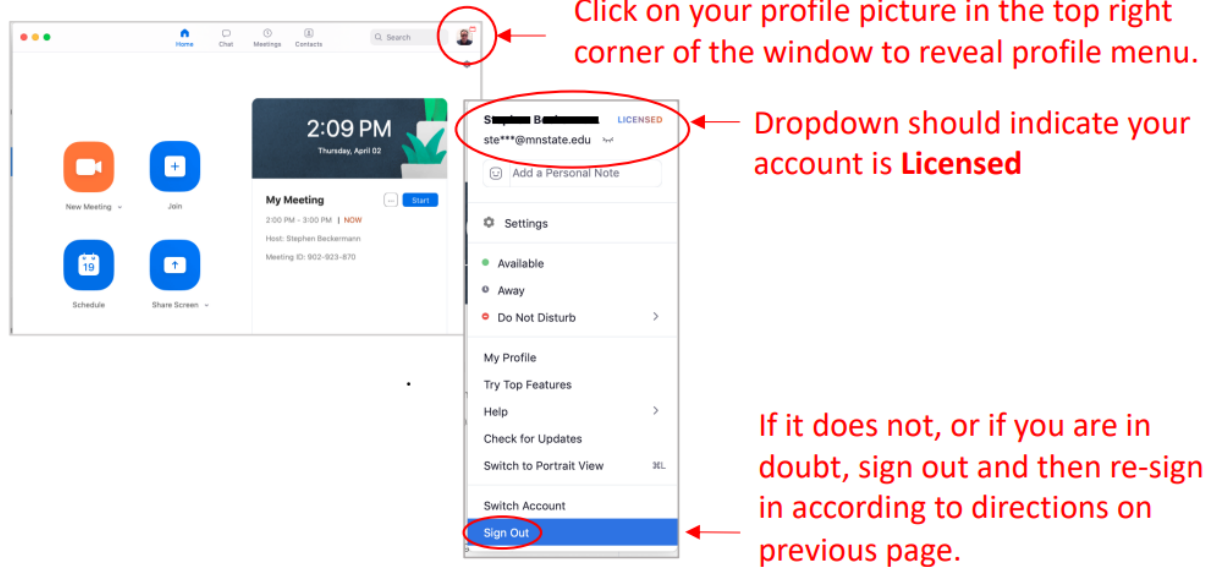 Click on your profile picture in the top right
corner of the window to reveal profile menu.
Home
Chat
Meetings
Contacts
Search
2:09 PM
Thursday, April 02
New Meeting
Join
My Meeting
Start
2:00 PM - 3:00 PM | NOW
Host: Stephen Beckermann
Meeting ID: 902-923-870
19
Schedule
Share Screen
LICENSED
ste***@mnstate.edu
Add a Personal Note
Settings
Available
Away
Do Not Disturb
My Profile
Try Top Features
Help
Check for Updates
Switch to Portrait View ⌘L
Switch Account
Sign Out
Dropdown should indicate your
account is Licensed
If it does not, or if you are in
doubt, sign out and then re-sign
in according to directions on
previous page.